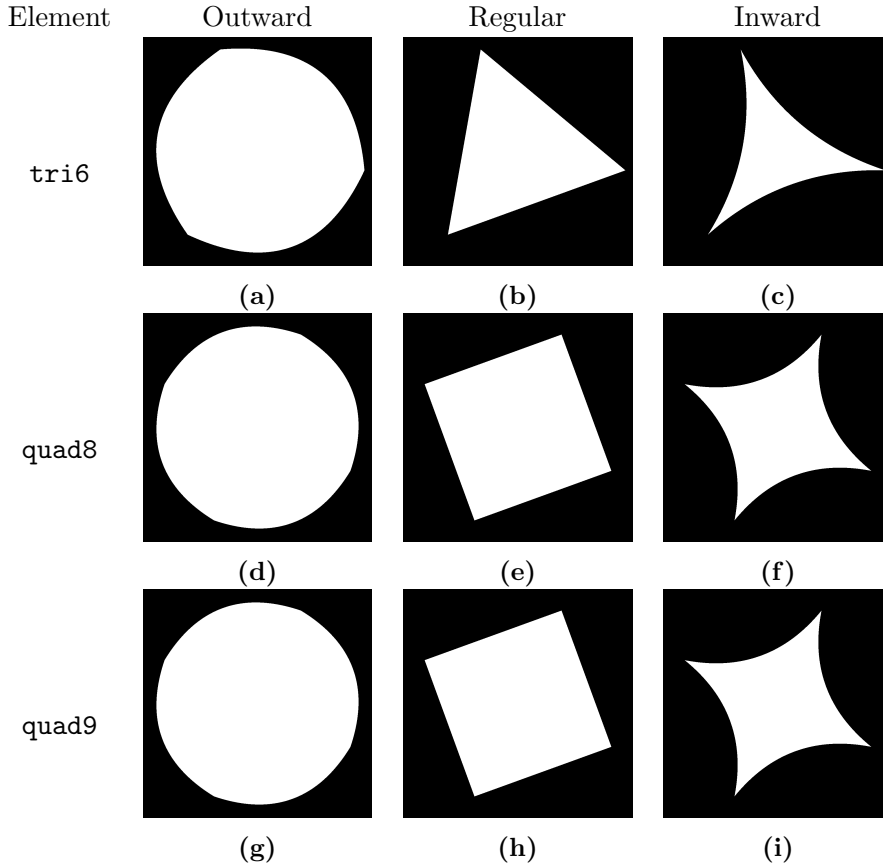 Element Outward Regular Inward
tri6
(a) (b) (c)
quad8
(d) (e) (f)
quad9
(g) (h) (i)